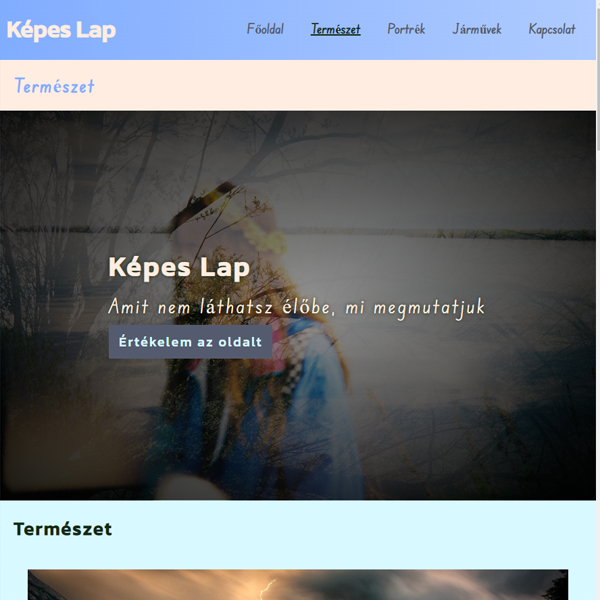 Képes Lap
Főoldal Természet Portrék Járművek Kapcsolat
Természet
Képes Lap
Amit nem láthatsz élőbe, mi megmutatjuk
Értékelem az oldalt
Természet